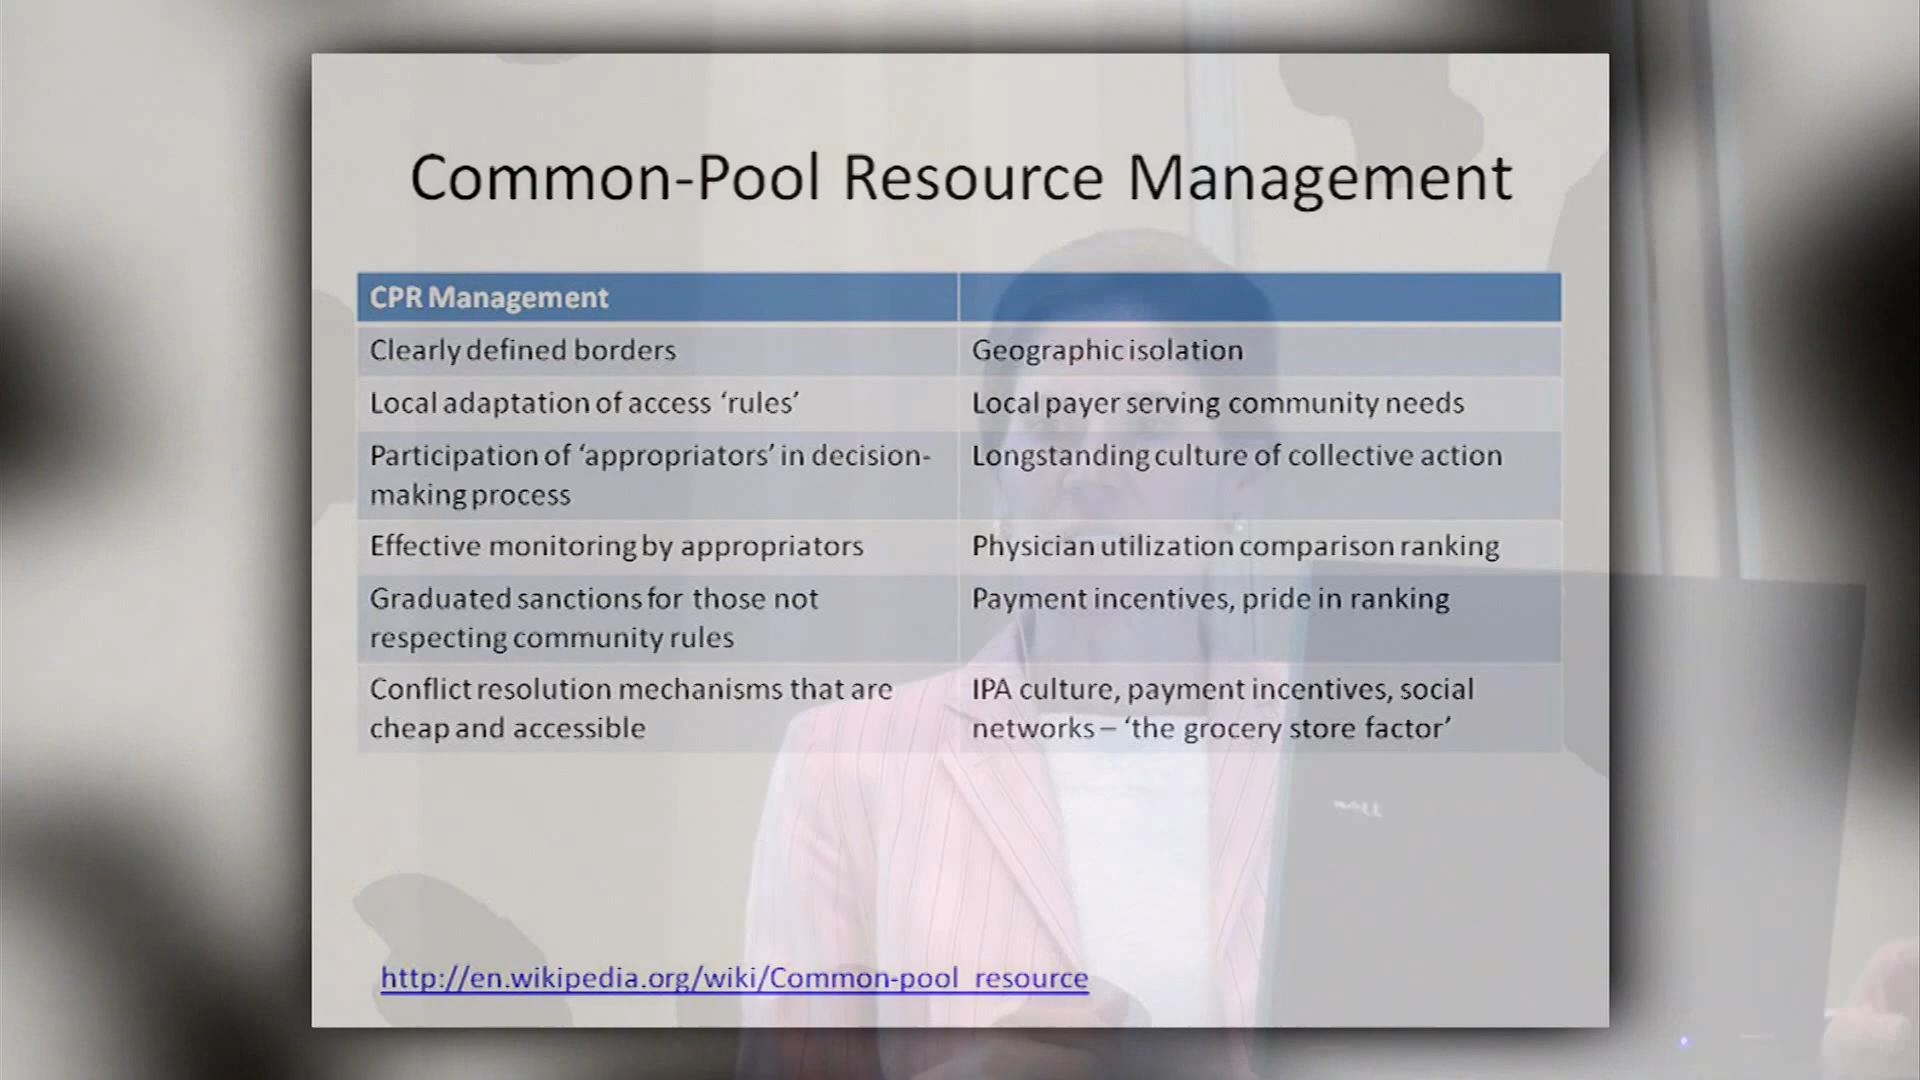 Common-Pool Resource Management
CPR Management
Clearly defined borders
Geographic isolation
Local adaptation of access ‘rules’
Local payer serving community needs
Participation of ‘appropriators’ in decision-
making process
Longstanding culture of collective action
Effective monitoring by appropriators
Physician utilization comparison ranking
Graduated sanctions for those not
respecting community rules
Payment incentives, pride in ranking
Conflict resolution mechanisms that are
cheap and accessible
IPA culture, payment incentives, social
networks – ‘the grocery store factor’
http://en.wikipedia.org/wiki/Common-pool_resource